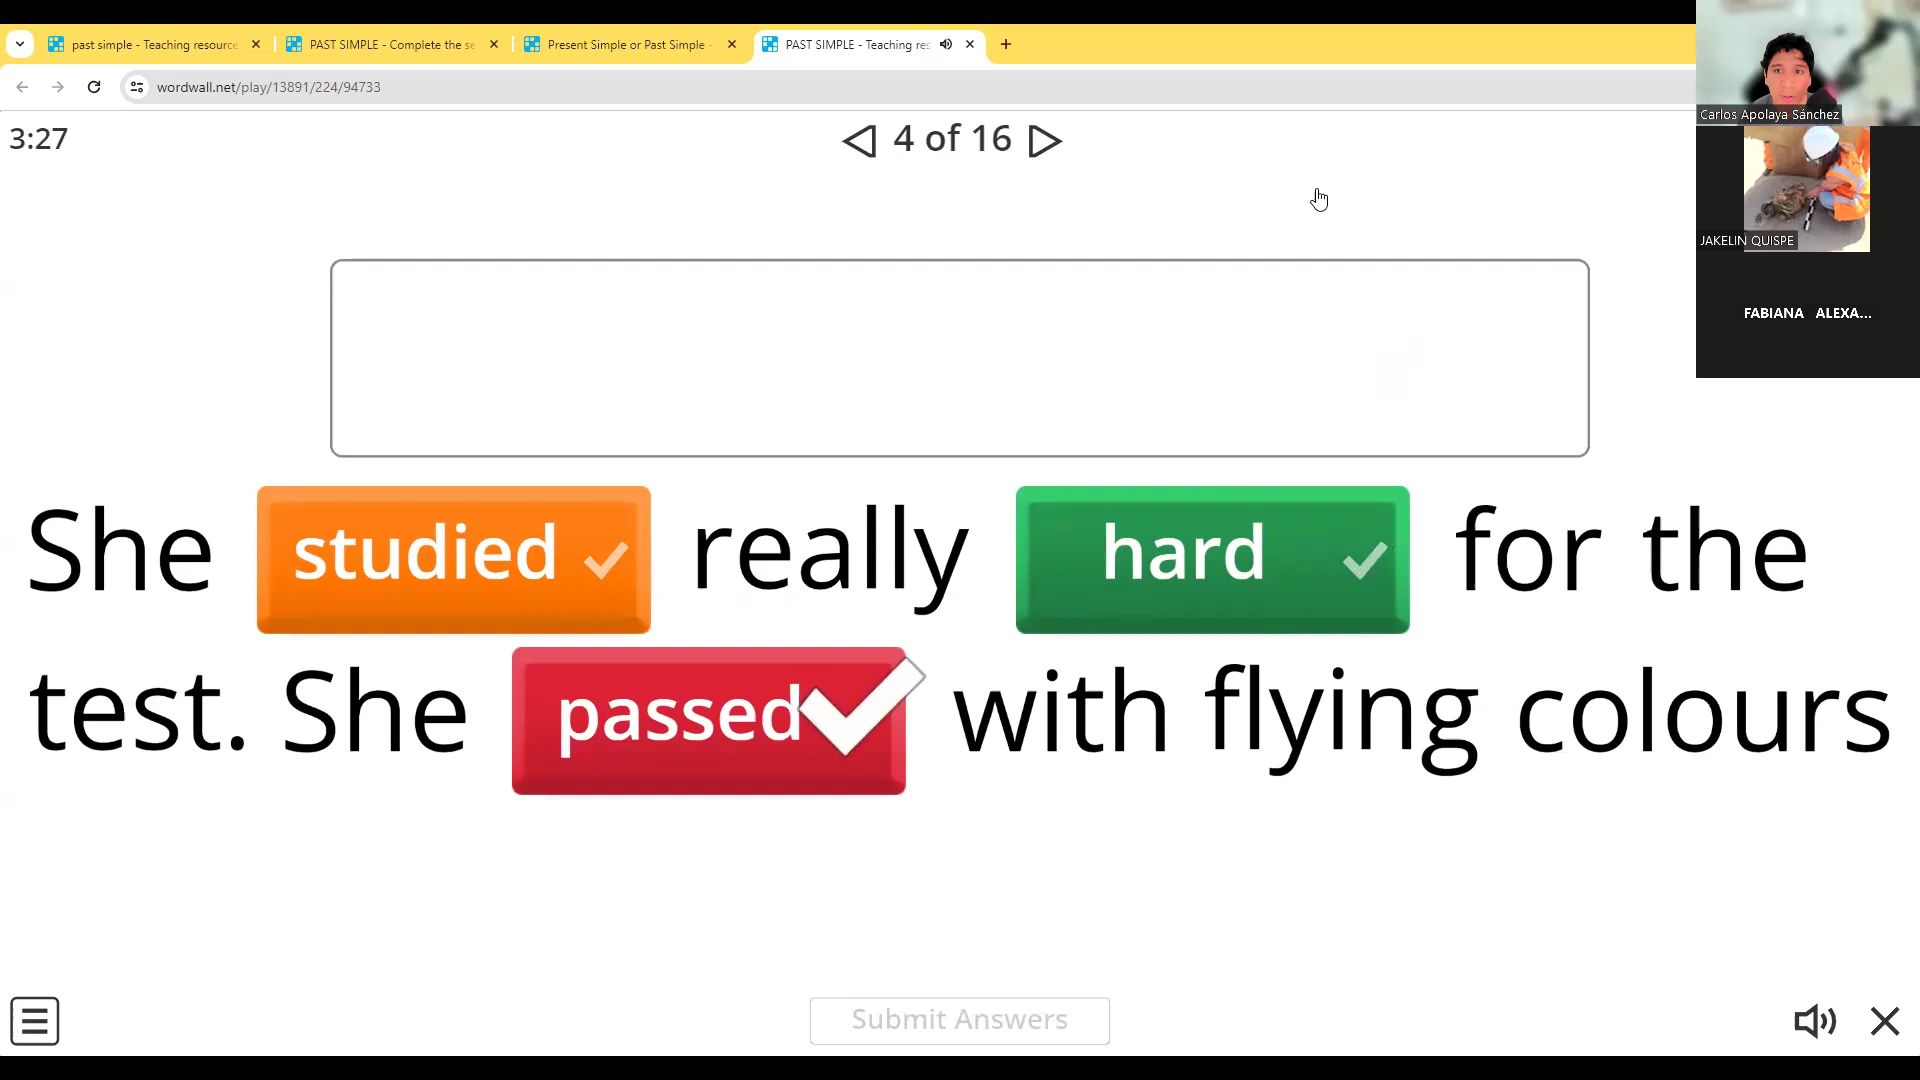 past simple - Teaching resource
PAST SIMPLE - Complete the se
Present Simple or Past Simple -
PAST SIMPLE - Teaching res
wordwall.net/play/13891/224/94733
Carlos Apolaya Sánchez
JAKELIN QUISPE
FABIANA ALEXA...
3:27
4 of 16
She studied really hard for the
test. She passed with flying colours
Submit Answers